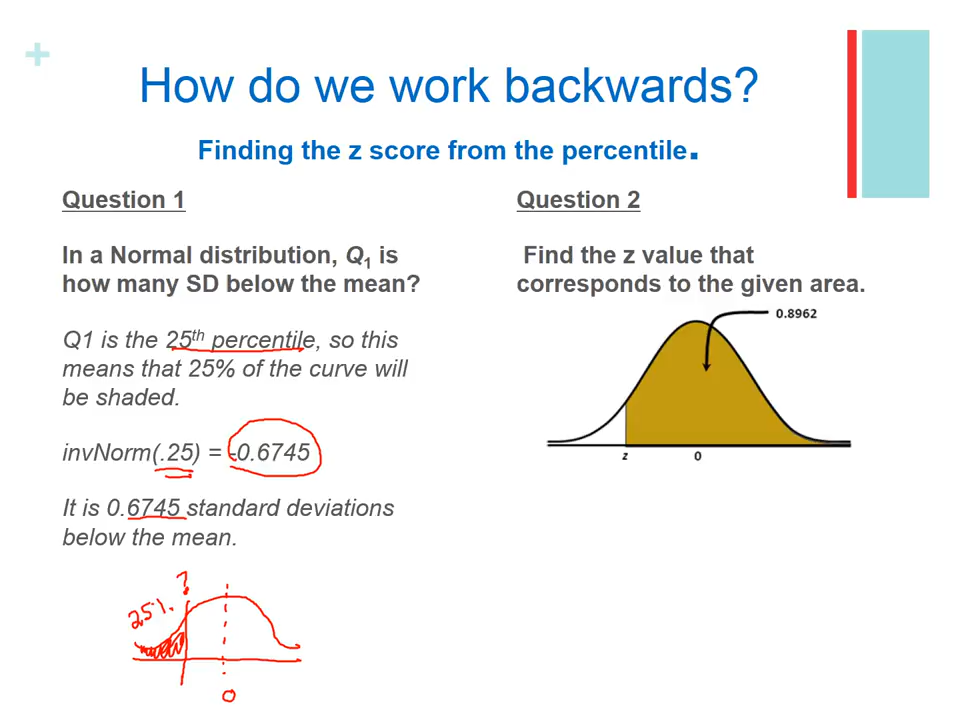 +
How do we work backwards?
Finding the z score from the percentile.
Question 1
In a Normal distribution, Q1 is
how many SD below the mean?
Q1 is the 25th percentile, so this
means that 25% of the curve will
be shaded.
invNorm(.25) = -0.6745
It is 0.6745 standard deviations
below the mean.
25%
?
0
Question 2
Find the z value that
corresponds to the given area.
0.8962
z 0